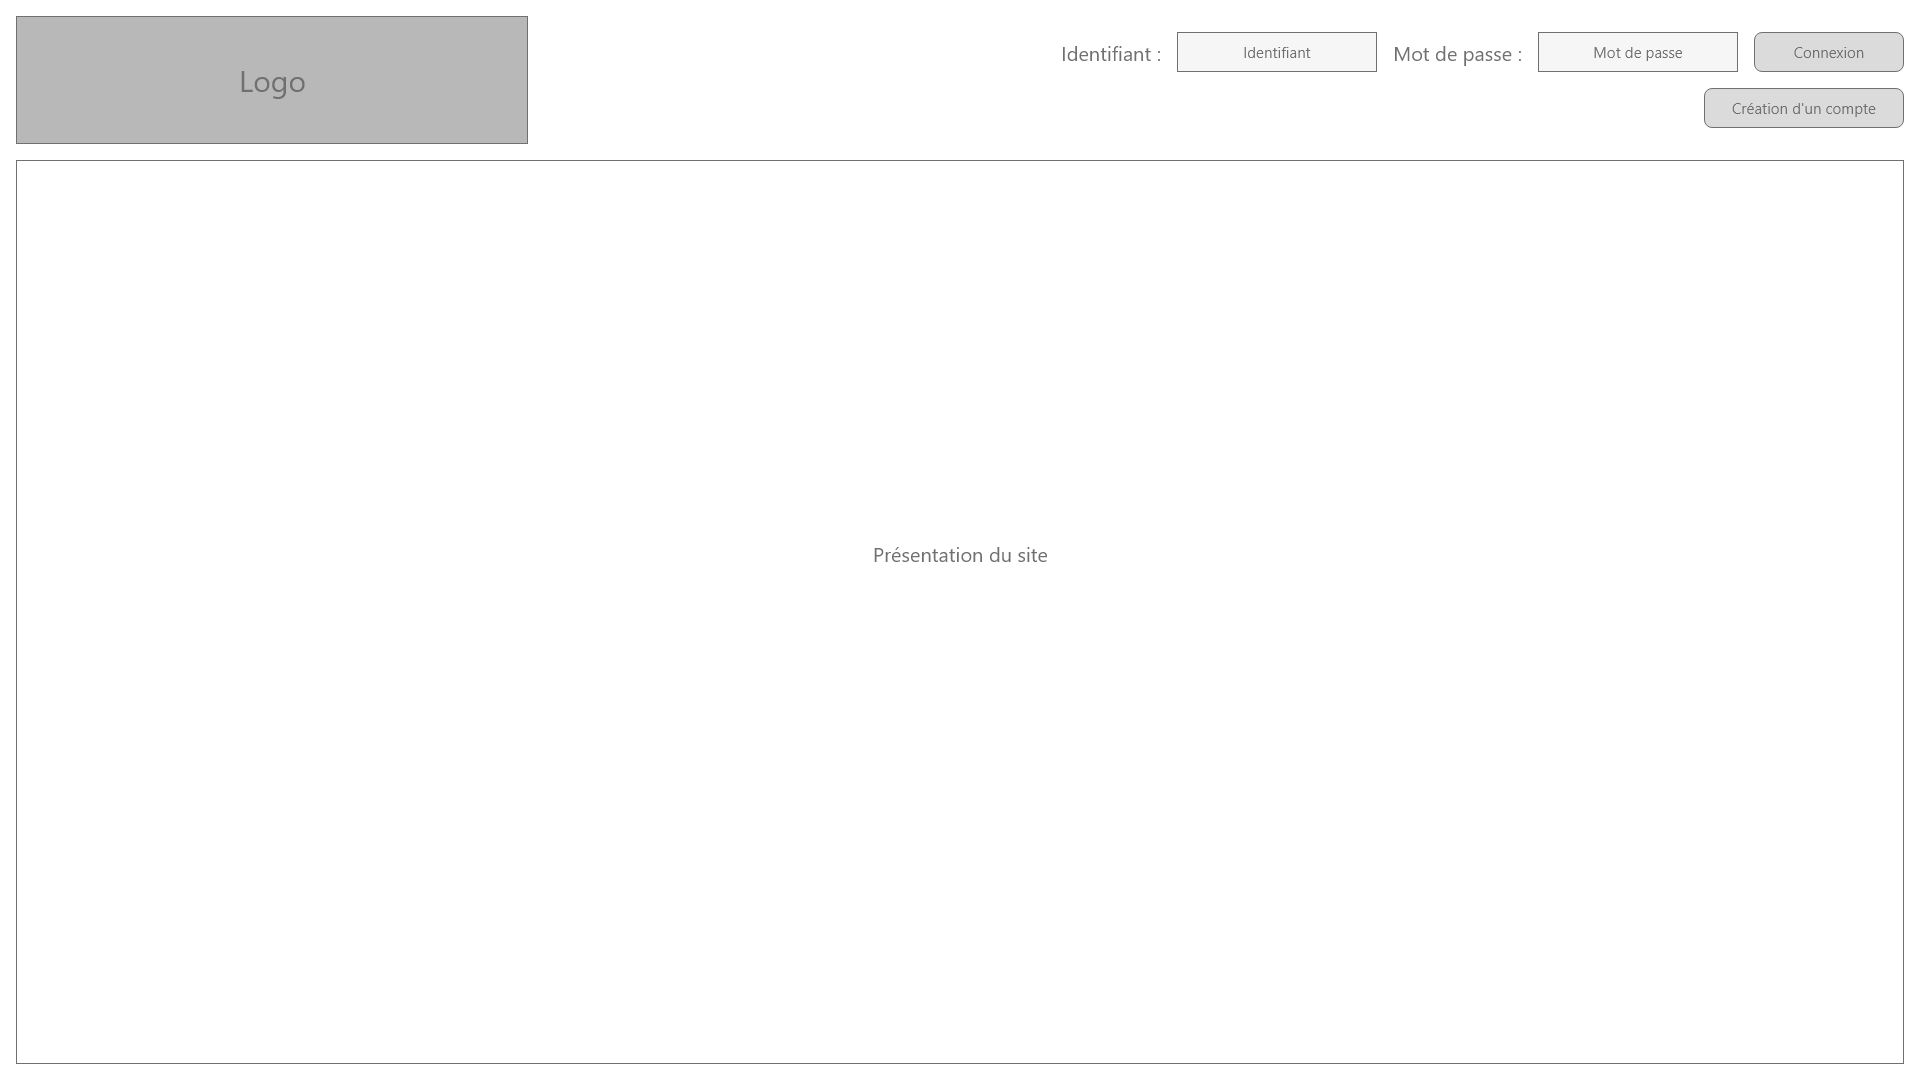 Logo
Identifiant :
Identifiant
Mot de passe :
Mot de passe
Connexion
Création d'un compte
Présentation du site